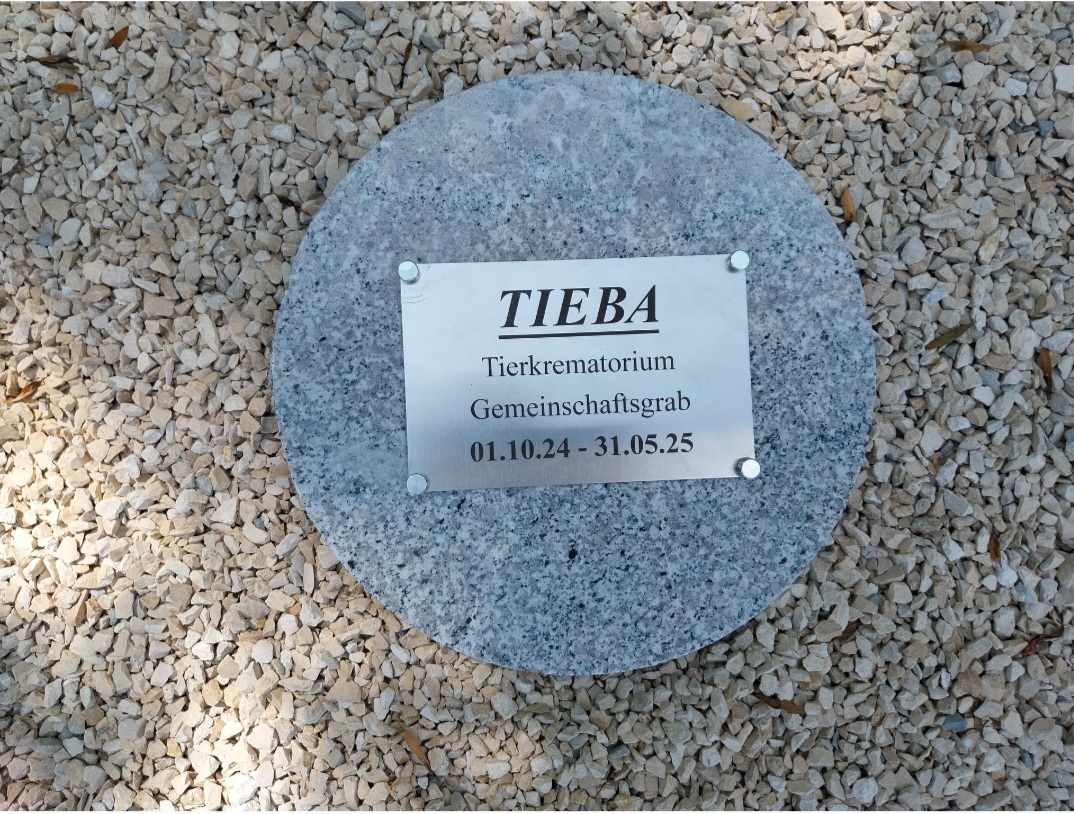 TIEBA
Tierkrematorium
Gemeinschaftsgrab
01.10.24 - 31.05.25